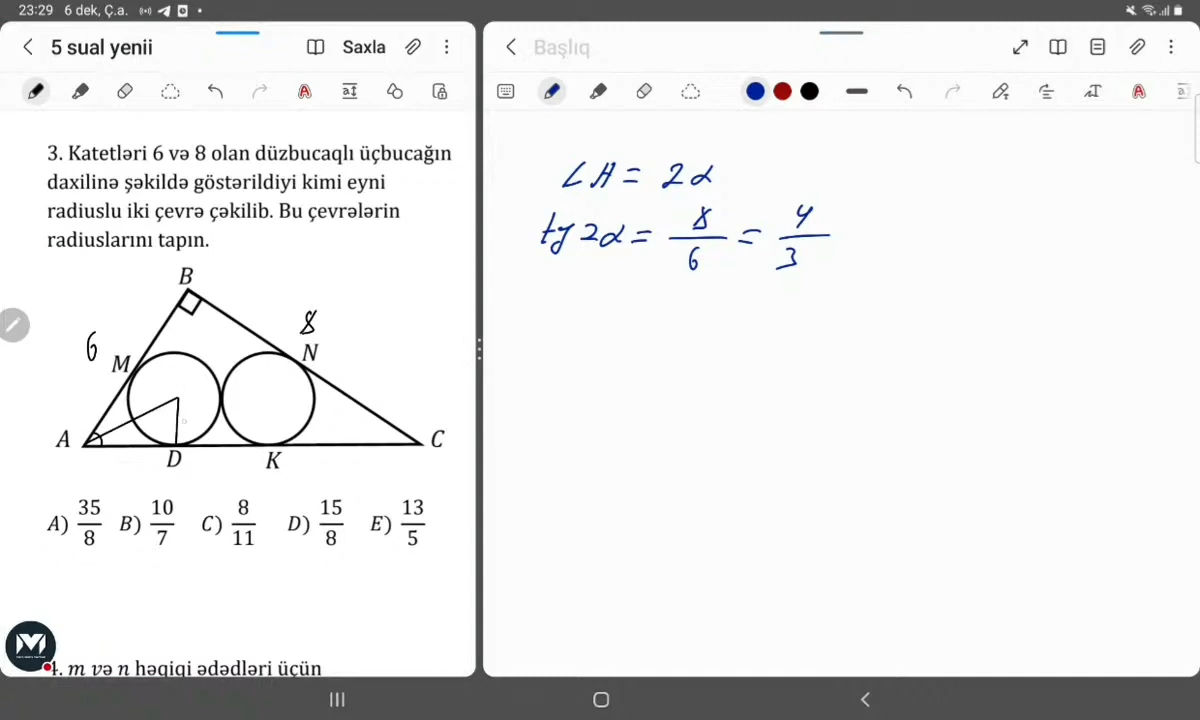 23:29 6 dek, Ç.a.
5 sual yenii
Saxla
Başlıq
3. Katetləri 6 və 8 olan düzbucaqlı üçbucağın
daxilinə şəkildə göstərildiyi kimi eyni
radiuslu iki çevrə çəkilib. Bu çevrələrin
radiuslarını tapın.
B
6
8
M
N
A
C
D
K
A) 35/8 B) 10/7 C) 8/11 D) 15/8 E) 13/5
4. m və n həqiqi ədədləri üçün
∠A = 2α
tg 2α = 8/6 = 4/3